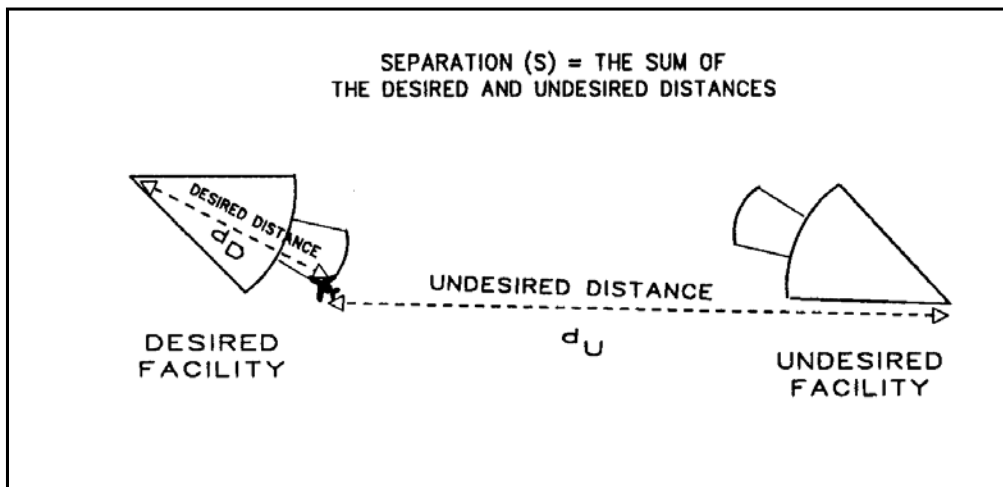 SEPARATION (S) = THE SUM OF
THE DESIRED AND UNDESIRED DISTANCES
DESIRED DISTANCE
dD
UNDESIRED DISTANCE
dU
DESIRED
FACILITY
UNDESIRED
FACILITY